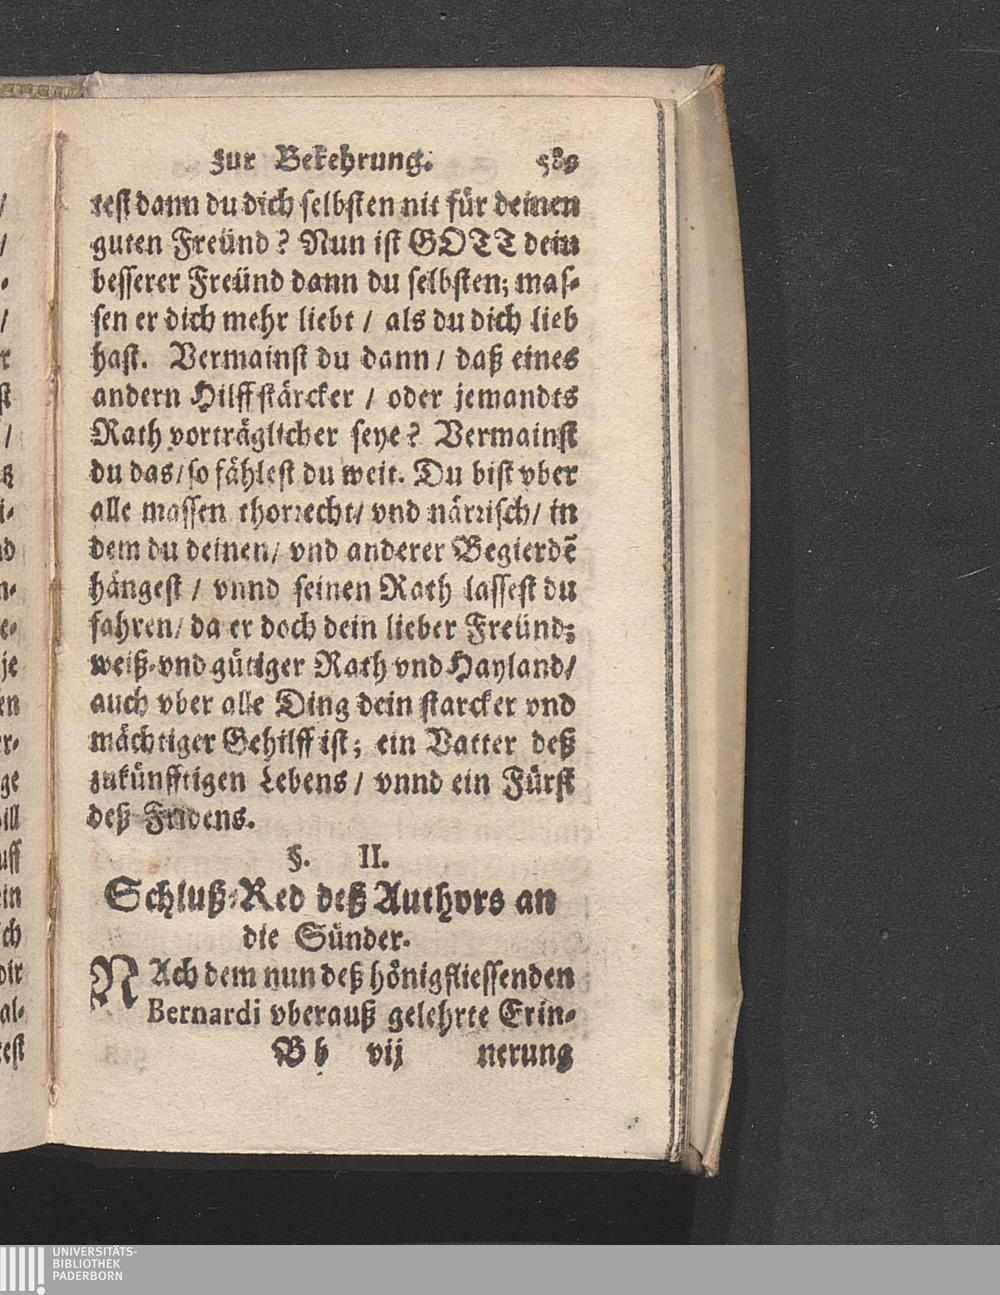 zur Bekehrung. 589
test dann du dich selbsten nit für deinen
guten Freünd? Nun ist GOTT dein
besserer Freünd dann du selbsten; mas-
sen er dich mehr liebt / als du dich lieb
hast. Vermainst du dann / daß eines
andern Hilff stärcker / oder jemandts
Rath vorträglicher seye? Vermainst
du das / so fählest du weit. Du bist vber
alle massen thorrecht / vnd närrisch / in
dem du deinen / vnd anderer Begierdẽ
hängest / vnnd seinen Rath lassest du
fahren / da er doch dein lieber Freünd;
weiß-vnd gütiger Rath vnd Hayland /
auch vber alle Ding dein starcker vnd
mächtiger Gehilff ist; ein Vatter deß
zukünfftigen Lebens / vnnd ein Fürst
deß Fridens.
§. II.
Schluß-Red deß Authors an
die Sünder.
NAch dem nun deß hönigfliessenden
Bernardi vberauß gelehrte Erin-
B b vij nerung
UNIVERSITÄTS-
BIBLIOTHEK
PADERBORN